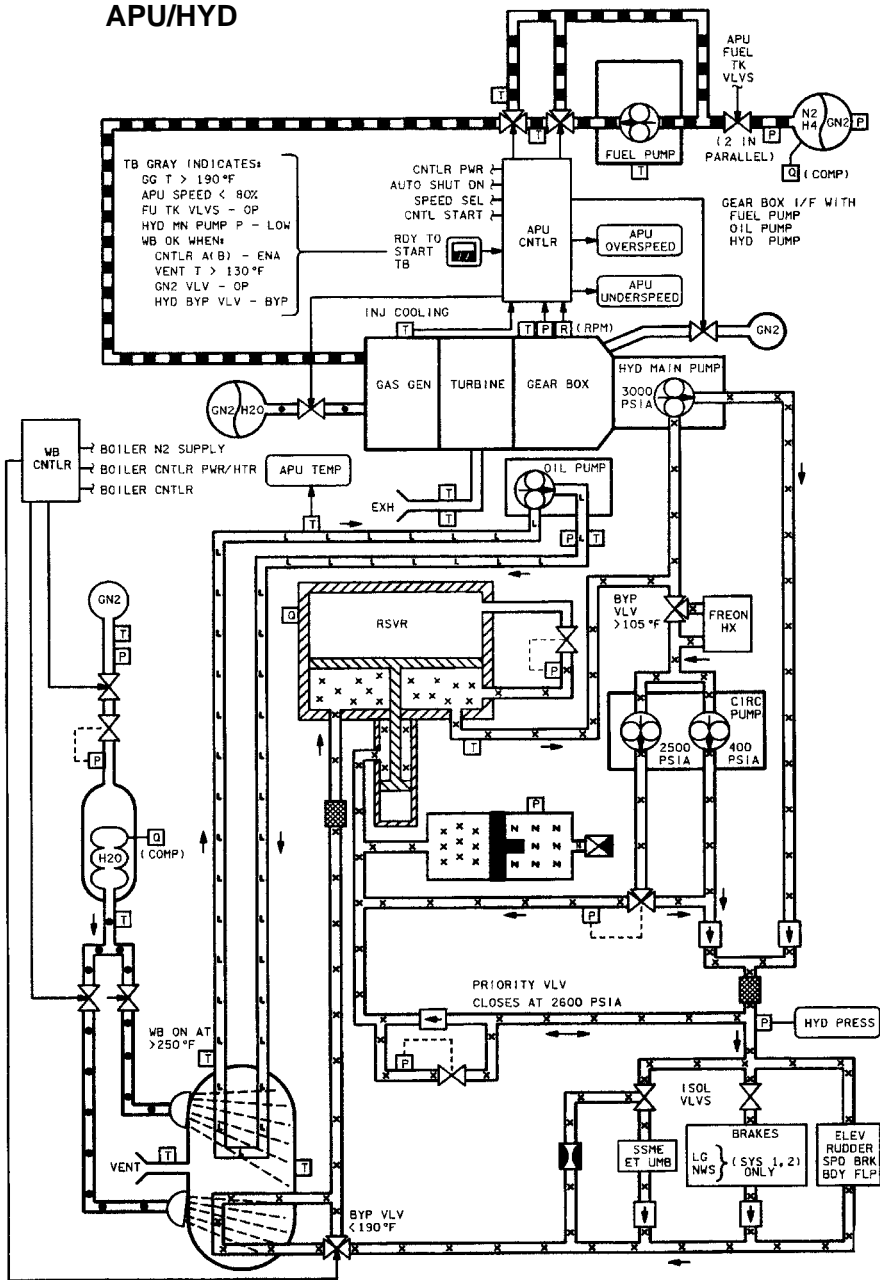 APU/HYD
APU
FUEL
TK
VLVS
N2
H4
GN2
P
T
T
P
(2 IN
PARALLEL)
FUEL PUMP
T
Q (COMP)
TB GRAY INDICATES:
GG T > 190°F
APU SPEED < 80%
FU TK VLVS - OP
HYD MN PUMP P - LOW
WB OK WHEN:
CNTLR A(B) - ENA
VENT T > 130°F
GN2 VLV - OP
HYD BYP VLV - BYP
CNTLR PWR
AUTO SHUT DN
SPEED SEL
CNTL START
RDY TO
START
TB
APU
CNTLR
APU
OVERSPEED
APU
UNDERSPEED
GEAR BOX I/F WITH
FUEL PUMP
OIL PUMP
HYD PUMP
INJ COOLING
T
T P R (RPM)
GN2
GAS GEN
TURBINE
GEAR BOX
HYD MAIN PUMP
3000
PSIA
GN2/H2O
WB
CNTLR
BOILER N2 SUPPLY
BOILER CNTLR PWR/HTR
BOILER CNTLR
APU TEMP
EXH
T
T
T
OIL PUMP
P
T
GN2
T
P
Q
RSVR
P
BYP
VLV
>105°F
FREON
HX
T
CIRC
PUMP
2500
PSIA
400
PSIA
P
H2O
Q
(COMP)
T
P
N N N
N N
N N N
P
PRIORITY VLV
CLOSES AT 2600 PSIA
P
P
HYD PRESS
WB ON AT
>250°F
T
ISOL
VLVS
SSME
ET UMB
BRAKES
LG
NWS
(SYS 1,2)
ONLY
ELEV
RUDDER
SPD BRK
BDY FLP
T
VENT
T
BYP VLV
<190°F